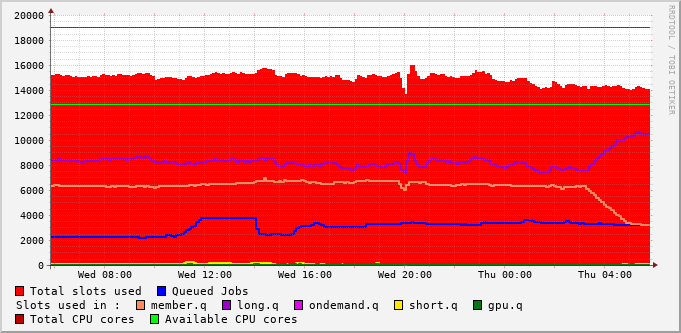 20000
18000
16000
14000
12000
10000
8000
6000
4000
2000
0
Wed 08:00 Wed 12:00 Wed 16:00 Wed 20:00 Thu 00:00 Thu 04:00
Total slots used Queued Jobs
Slots used in : member.q long.q ondemand.q short.q gpu.q
Total CPU cores Available CPU cores
RRDTOOL / TOBI OETIKER